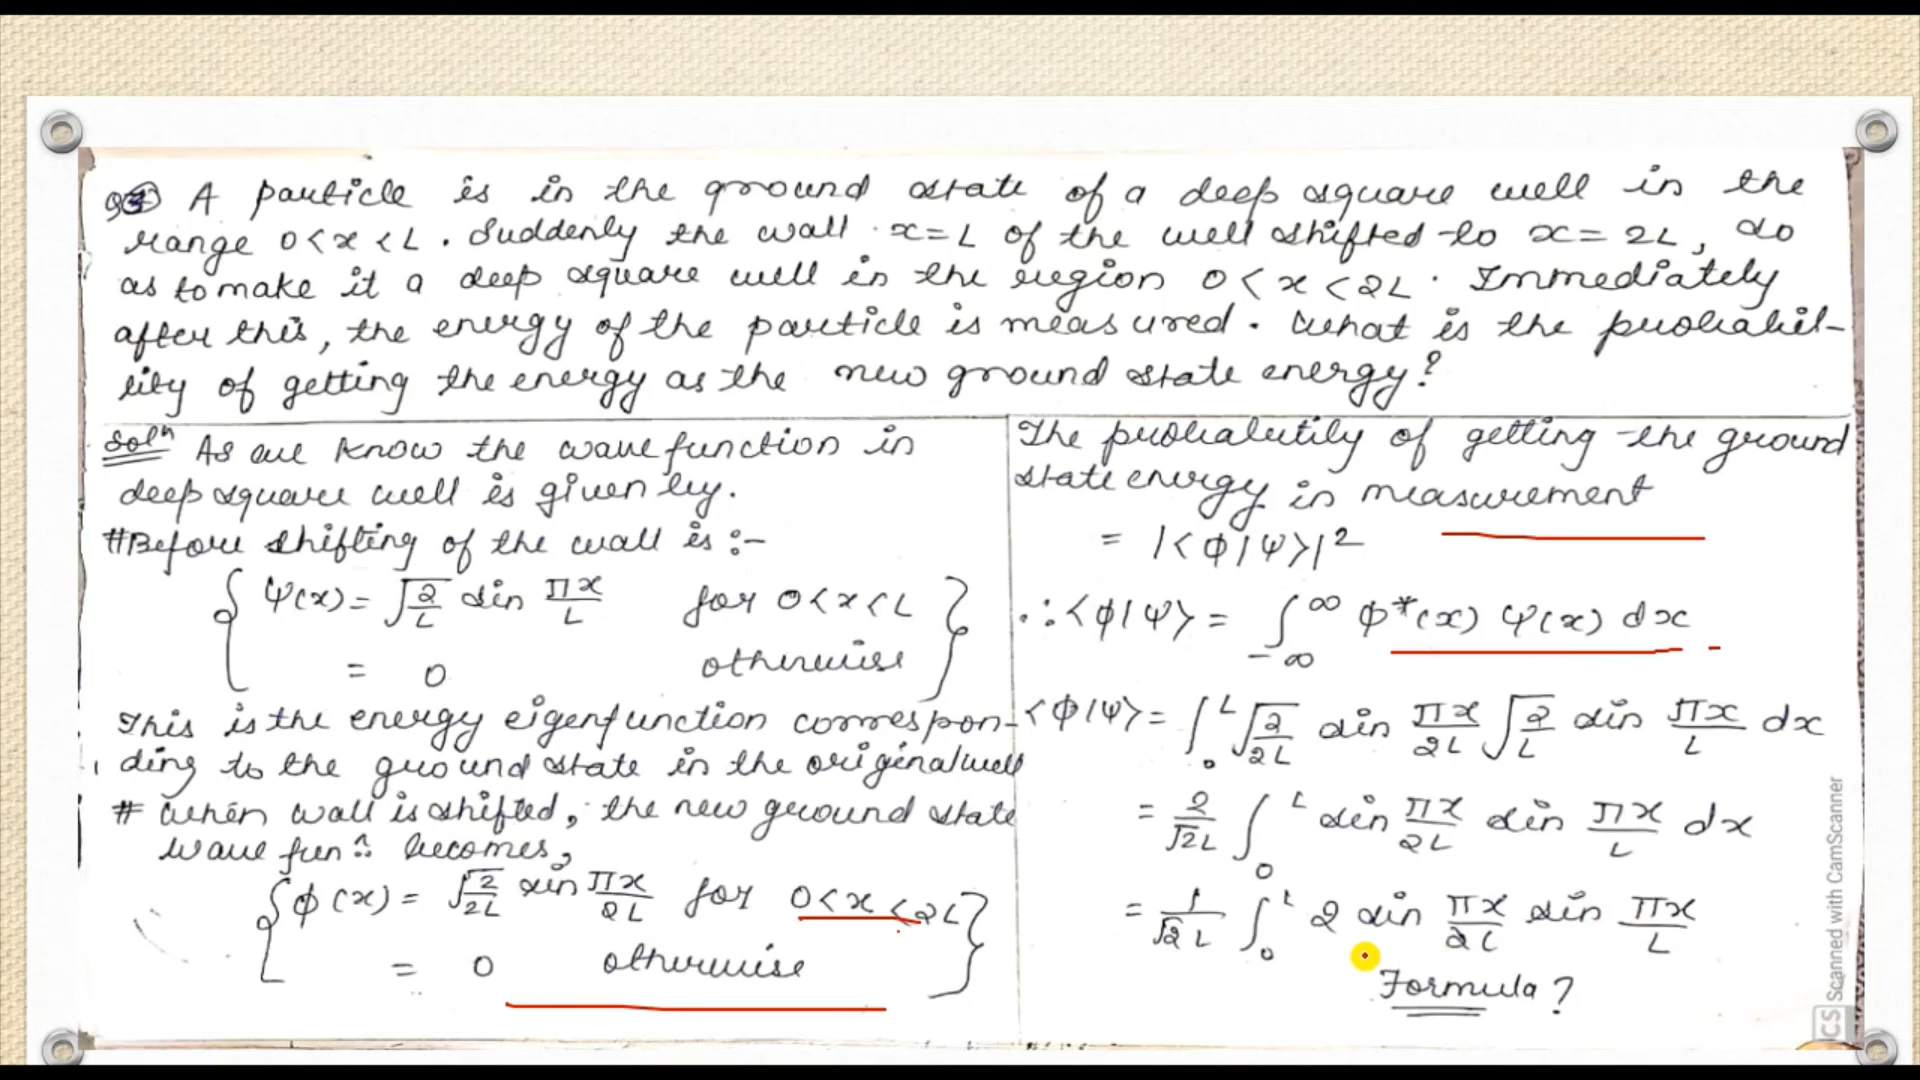 Q3 A particle is in the ground state of a deep square well in the
range 0<x<L. Suddenly the wall x=L of the well shifted to x=2L, so
as to make it a deep square well in the region 0<x<2L. Immediately
after this, the energy of the particle is measured. What is the probabil-
lity of getting the energy as the new ground state energy?
Solⁿ As we know the wave function in
deep square well is given by.
#Before shifting of the wall is :-
{ Ψ(x) = √(2/L) sin πx/L for 0<x<L }
= 0 otherwise
This is the energy eigenfunction correspon-
ding to the ground state in the original well
# When wall is shifted, the new ground state
wave funⁿ becomes,
{ ϕ(x) = √(2/2L) sin πx/2L for 0<x<2L }
= 0 otherwise
The probability of getting the ground
state energy in measurement
= |<ϕ|Ψ>|²
∴ <ϕ|Ψ> = ∫_{-∞}^{∞} ϕ*(x) Ψ(x) dx
<ϕ|Ψ> = ∫_0^L √(2/2L) sin πx/2L √(2/L) sin πx/L dx
= 2/√2L ∫_0^L sin πx/2L sin πx/L dx
= 1/√2L ∫_0^L 2 sin πx/2L sin πx/L
Formula?
CS Scanned with CamScanner